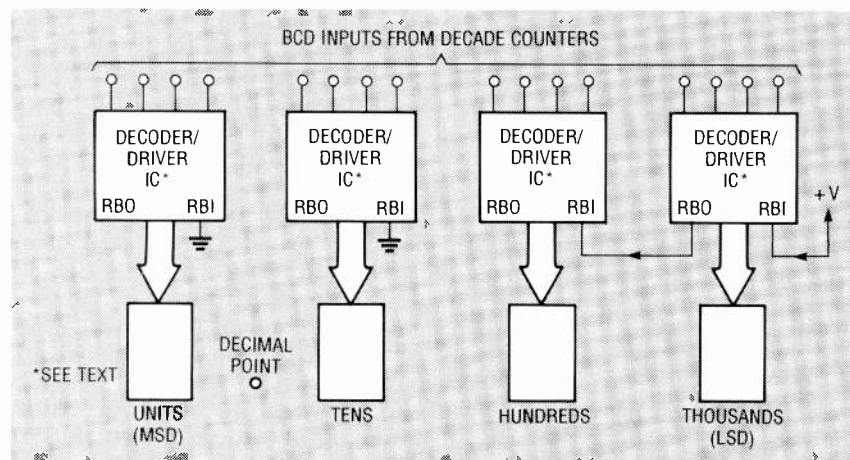 BCD INPUTS FROM DECADE COUNTERS
DECODER/
DRIVER
IC*
RBO RBI
DECODER/
DRIVER
IC*
RBO RBI
DECODER/
DRIVER
IC*
RBO RBI
DECODER/
DRIVER
IC*
RBO RBI
+V
*SEE TEXT
DECIMAL
POINT
UNITS
(MSD)
TENS
HUNDREDS
THOUSANDS
(LSD)